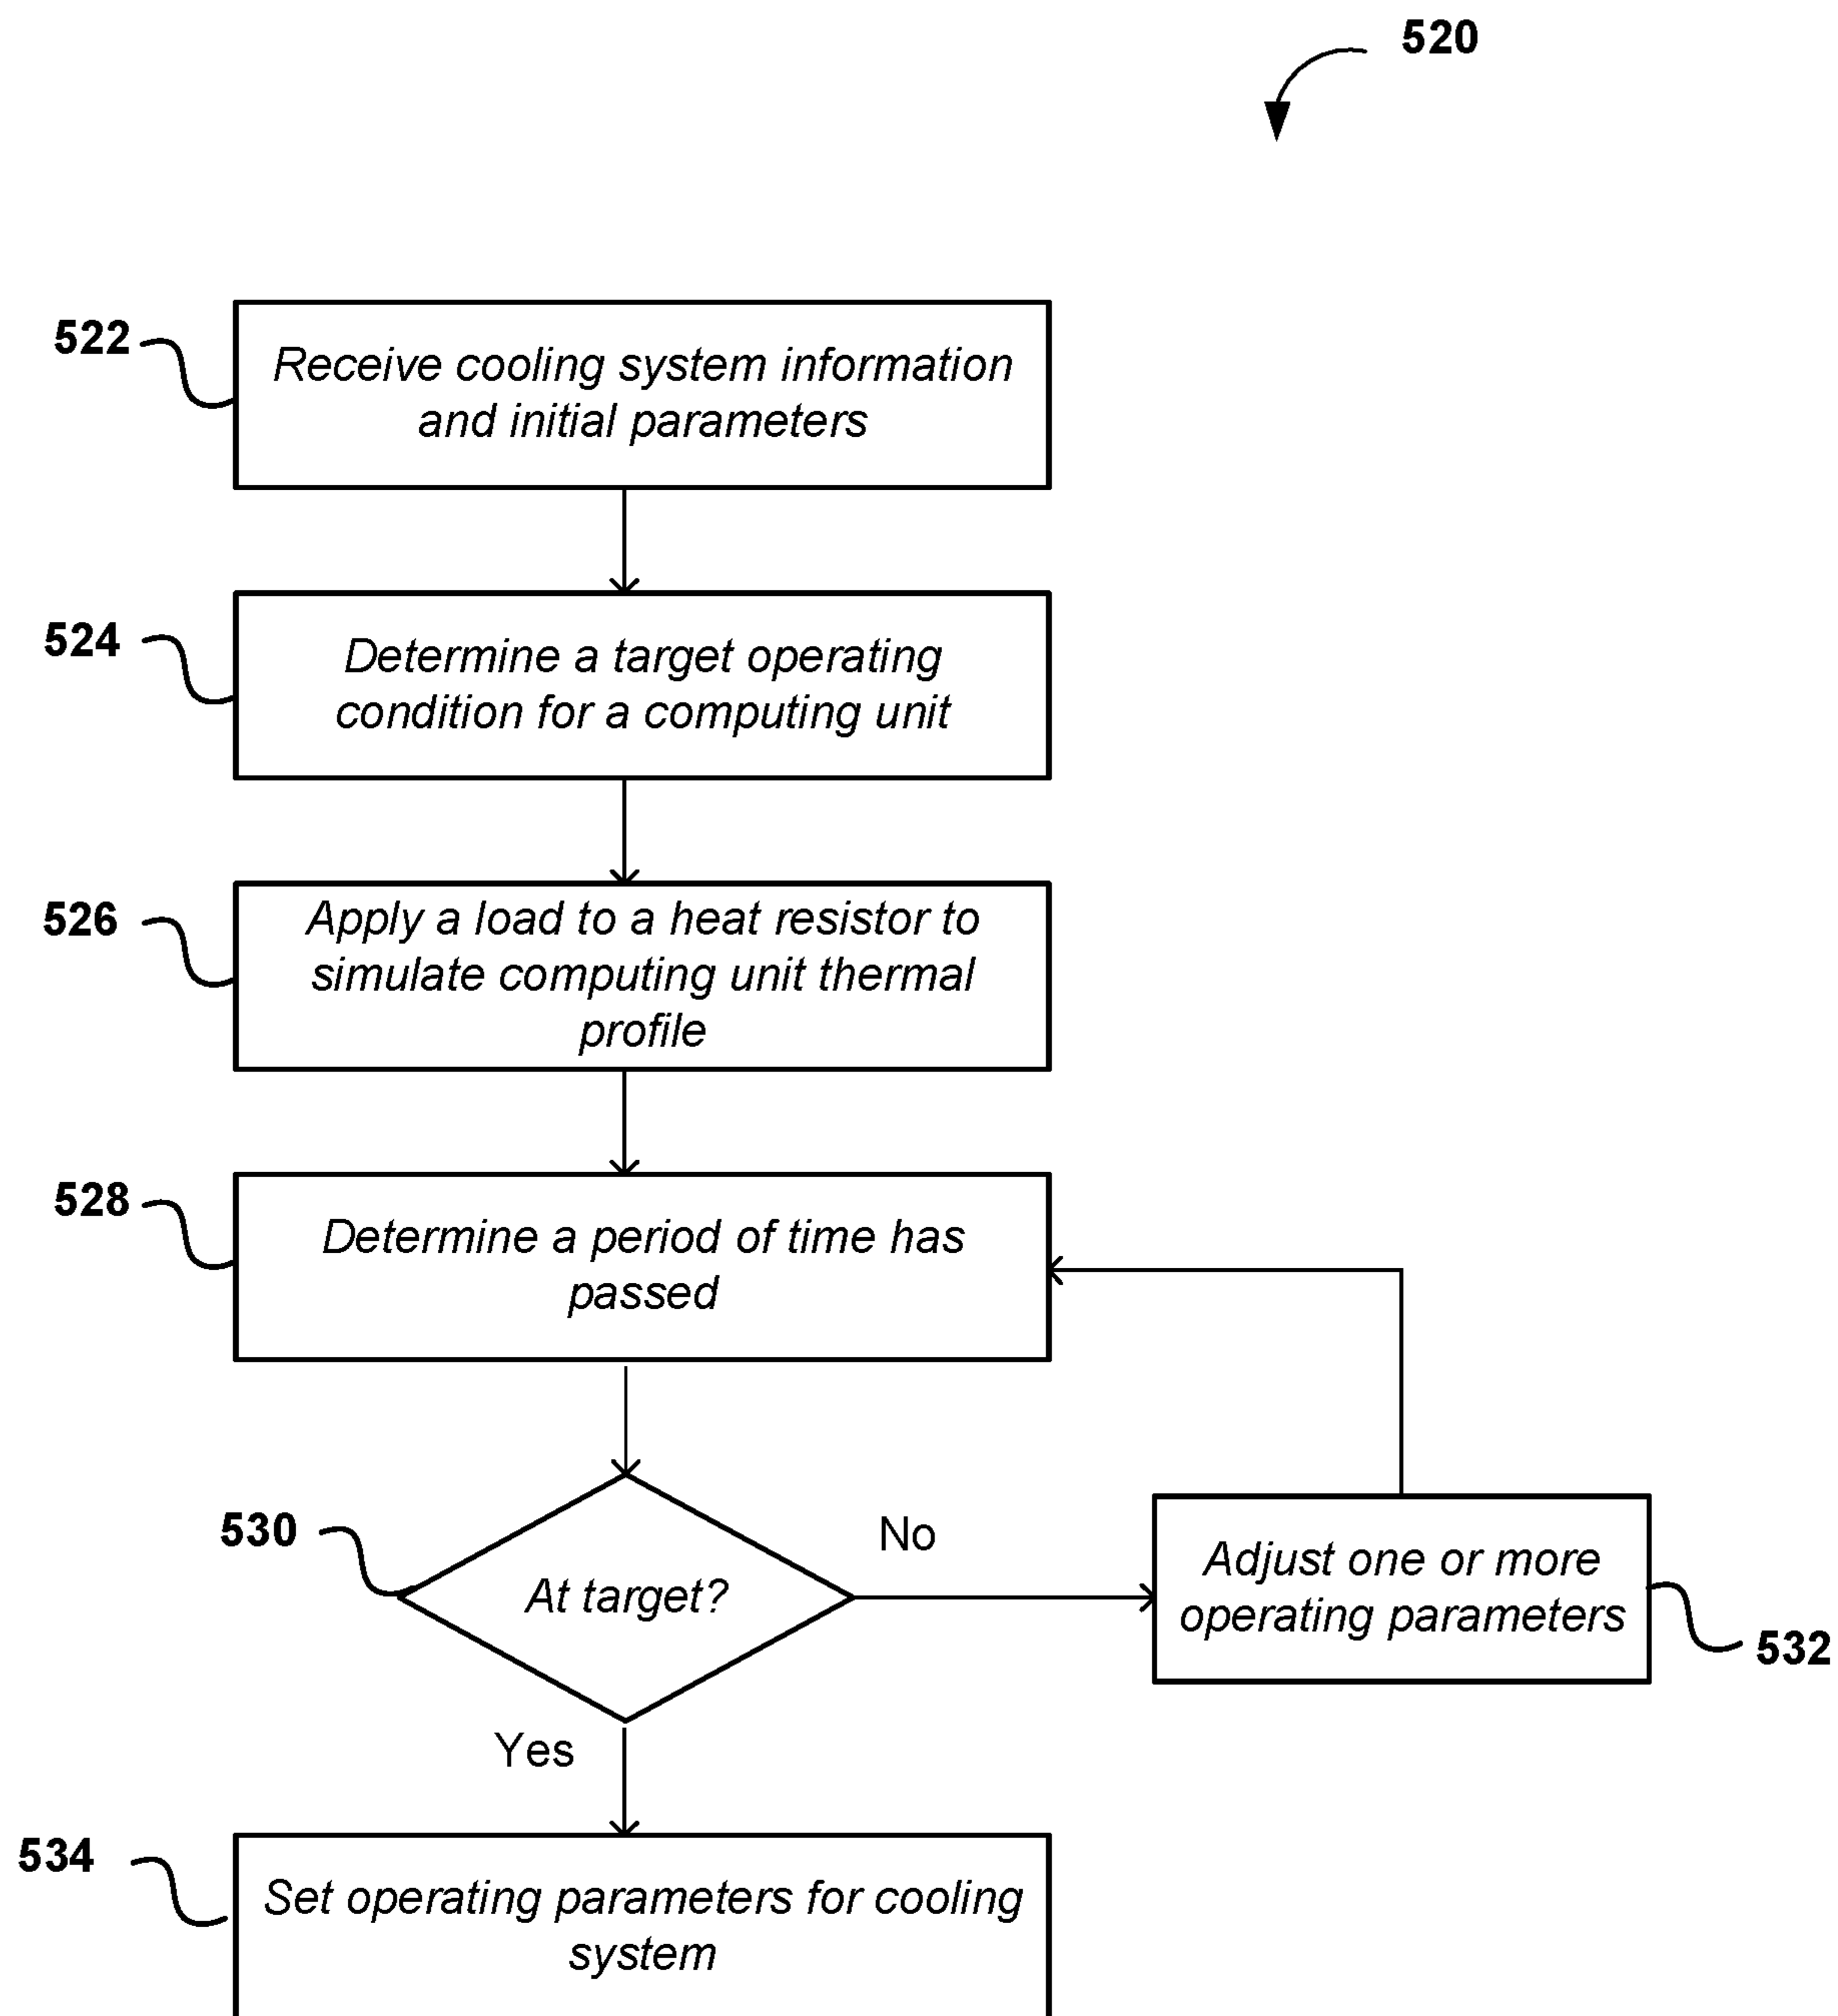 520
522
Receive cooling system information
and initial parameters
524
Determine a target operating
condition for a computing unit
526
Apply a load to a heat resistor to
simulate computing unit thermal
profile
528
Determine a period of time has
passed
530
At target?
No
Adjust one or more
operating parameters
532
Yes
534
Set operating parameters for cooling
system